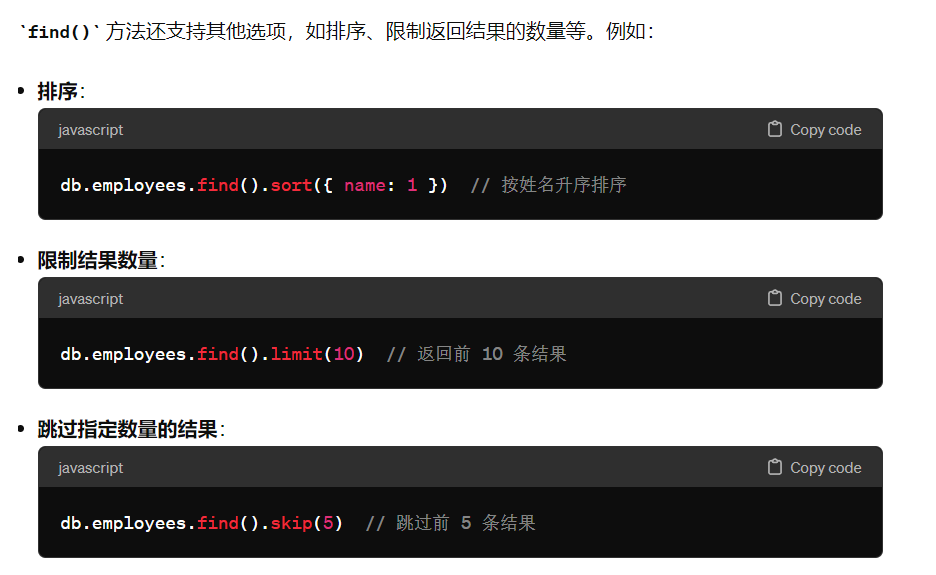 `find()` 方法还支持其他选项，如排序、限制返回结果的数量等。例如：
• 排序：
javascript Copy code
db.employees.find().sort({ name: 1 })  // 按姓名升序排序
• 限制结果数量：
javascript Copy code
db.employees.find().limit(10)  // 返回前 10 条结果
• 跳过指定数量的结果：
javascript Copy code
db.employees.find().skip(5)  // 跳过前 5 条结果